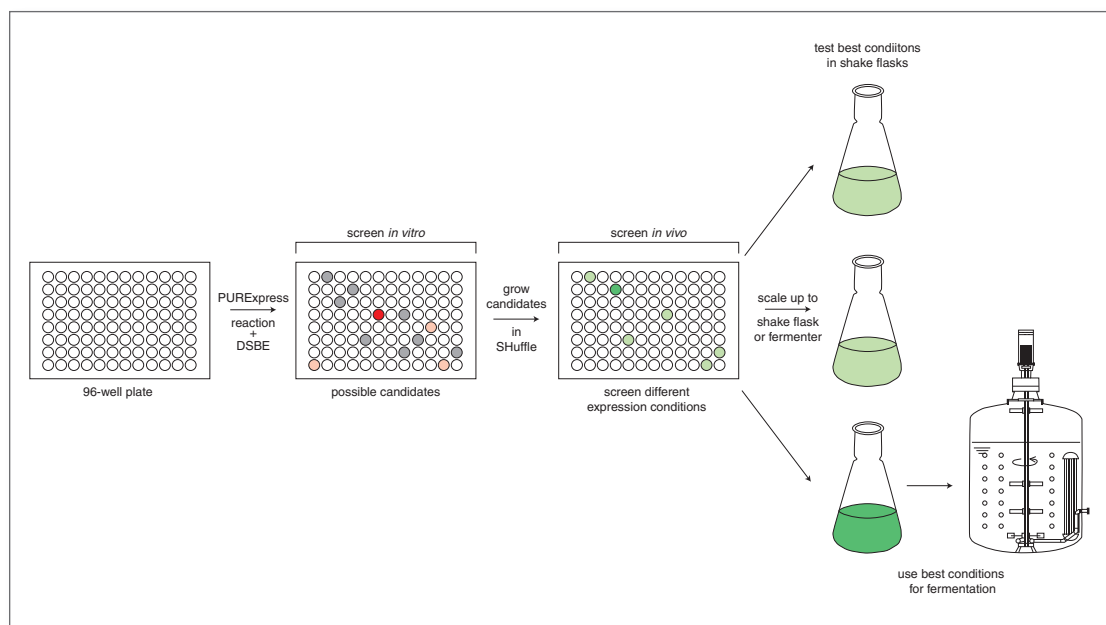 test best condiitons
in shake flasks
screen in vitro
screen in vivo
PURExpress
reaction
+
DSBE
grow
candidates
in
SHuffle
scale up to
shake flask
or fermenter
96-well plate
possible candidates
screen different
expression conditions
use best conditions
for fermentation